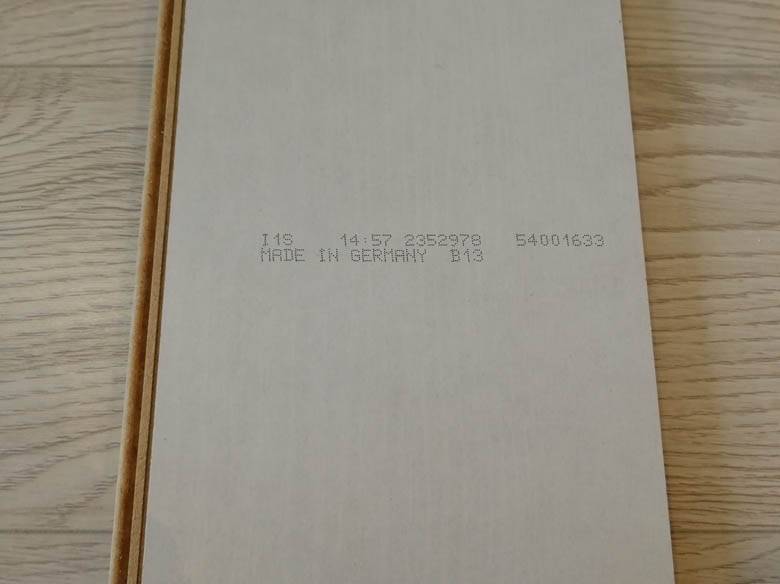 I1S 14:57 2352978 54001633
MADE IN GERMANY B13